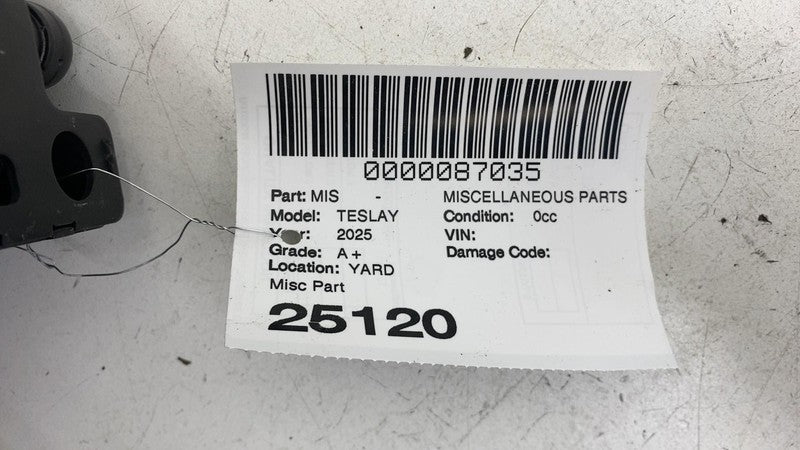 0000087035
Part: MIS - MISCELLANEOUS PARTS
Model: TESLAY Condition: 0cc
Year: 2025 VIN:
Grade: A+ Damage Code:
Location: YARD
Misc Part
25120